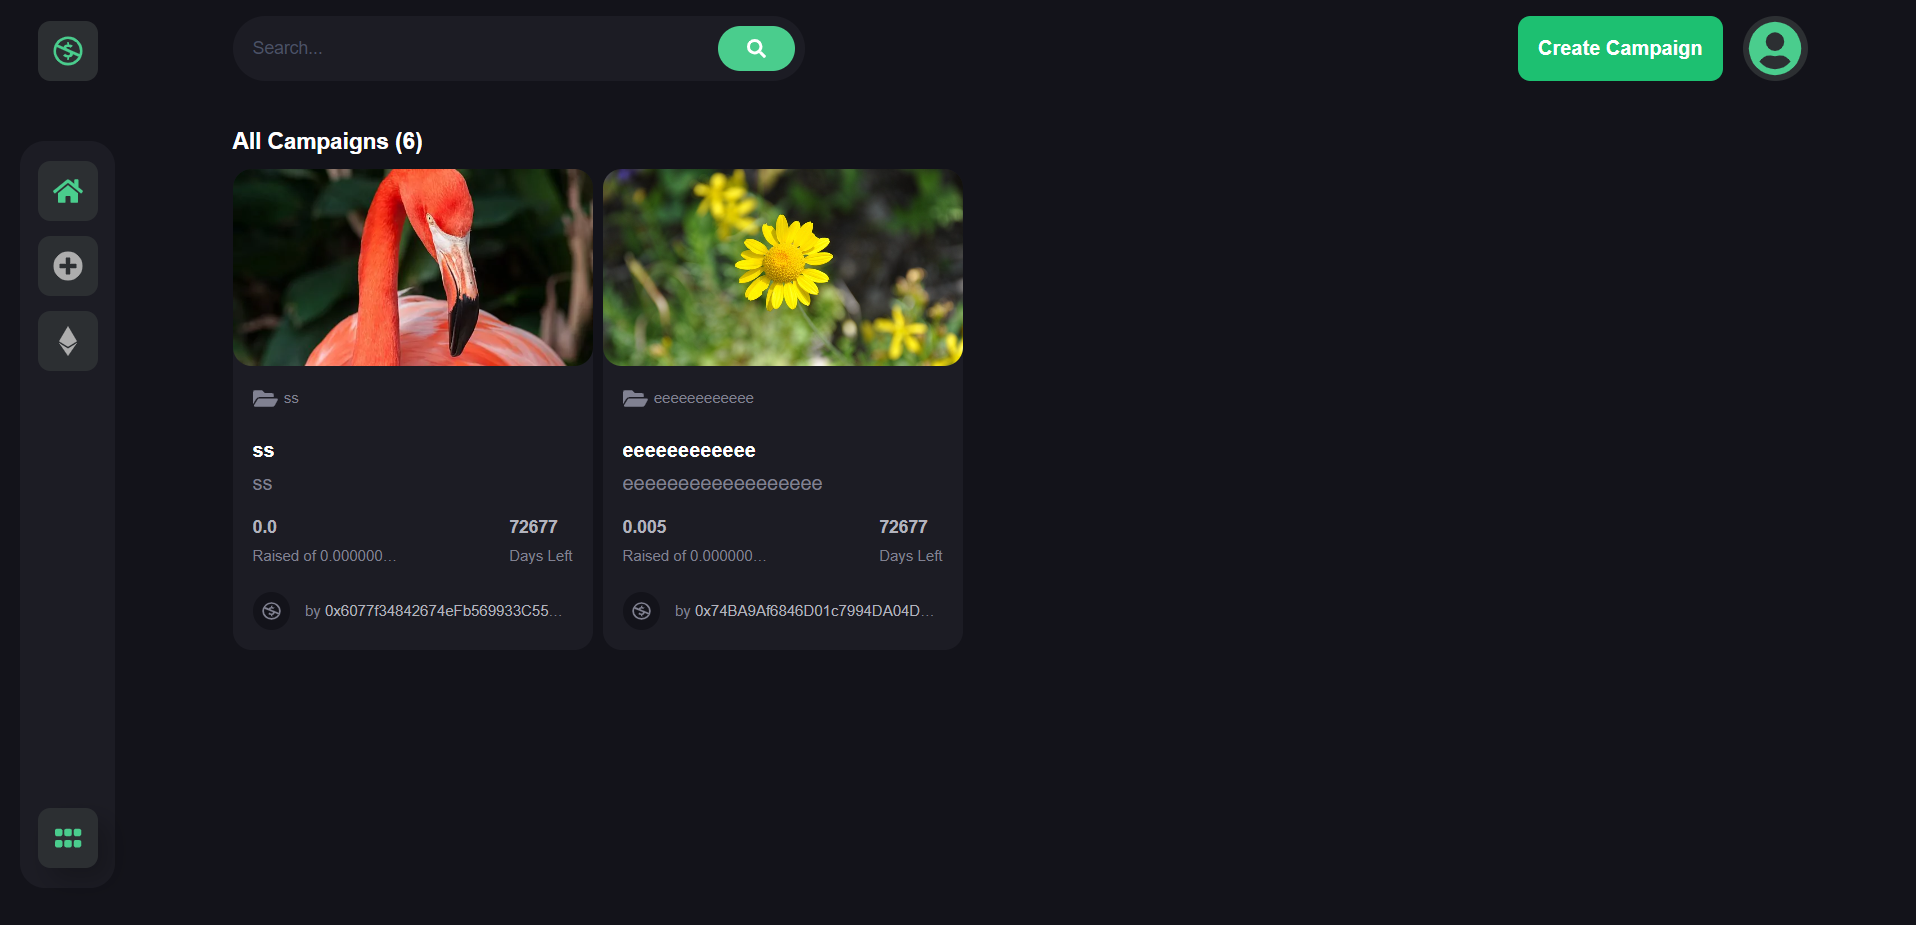 Search...
Create Campaign
All Campaigns (6)
ss
ss
ss
0.0
72677
Raised of 0.000000...
Days Left
by 0x6077f34842674eFb569933C55...
eeeeeeeeeeee
eeeeeeeeeeee
eeeeeeeeeeeeeeeeee
0.005
72677
Raised of 0.000000...
Days Left
by 0x74BA9Af6846D01c7994DA04D...